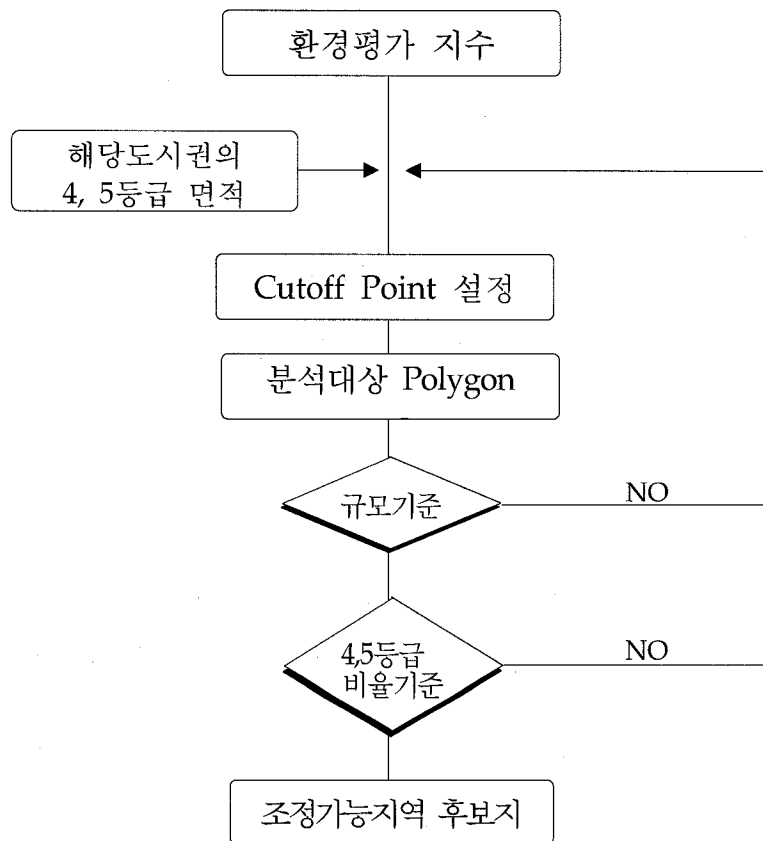 환경평가 지수
해당도시권의
4, 5등급 면적
Cutoff Point 설정
분석대상 Polygon
규모기준
NO
4,5등급
비율기준
NO
조정가능지역 후보지